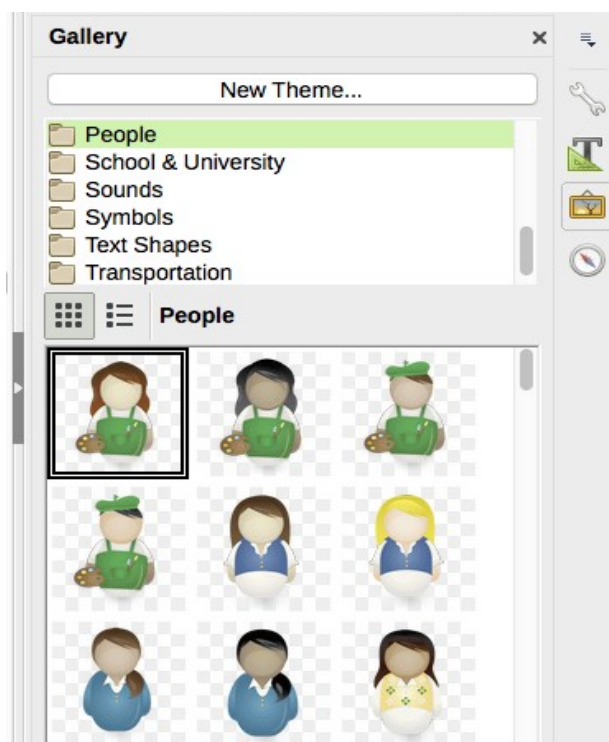 Gallery
New Theme...
People
School & University
Sounds
Symbols
Text Shapes
Transportation
People